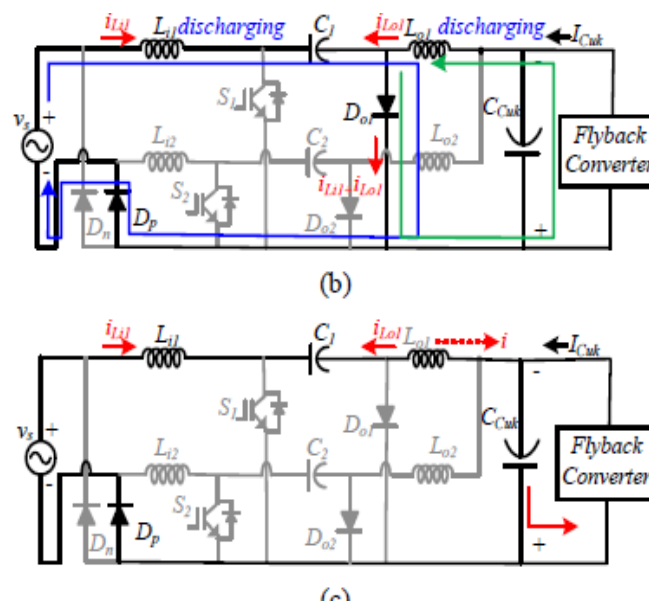 iLi1 Li1 discharging C1 iLo1 Lo1 discharging ICuk
S1 Do1 CCuk -
vs + Li2 C2 Lo2 Flyback Converter
- S2 iLi1+iLo1
Dn Dp Do2 +
(b)
iLi1 Li1 C1 iLo1 Lo1 i ICuk
S1 CCuk -
vs + Li2 C2 Do1 Lo2 Flyback Converter
- S2
Dn Dp Do2 +
(c)